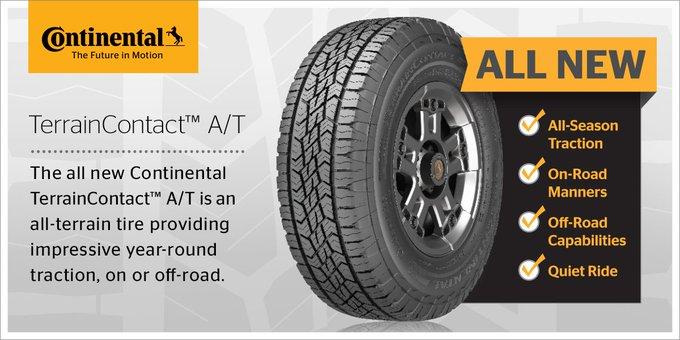 Continental
The Future in Motion
TerrainContact™ A/T
The all new Continental
TerrainContact™ A/T is an
all-terrain tire providing
impressive year-round
traction, on or off-road.
ALL NEW
All-Season
Traction
On-Road
Manners
Off-Road
Capabilities
Quiet Ride